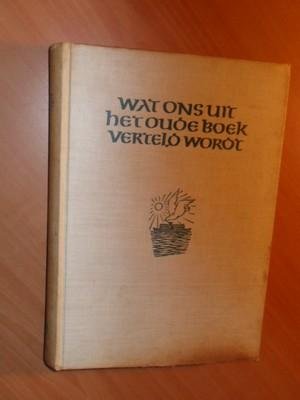 WAT ONS UIT
HET OUDE BOEK
VERTELD WORDT